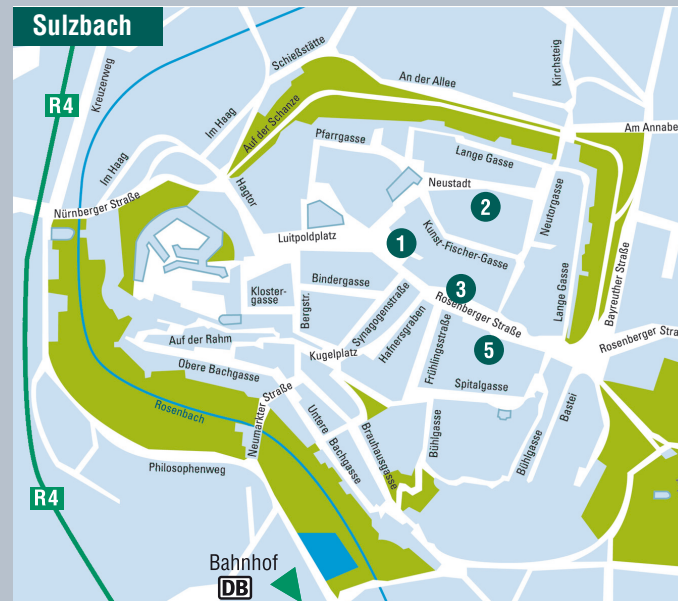 Sulzbach
R4
Kreuzerweg
Schießstätte
An der Allee
Kirchsteig
Im Haag
Auf der Schanze
Am Annabe
Pfarrgasse
Lange Gasse
Im Haag
Hagtor
Neustadt
2
Neutorgasse
Nürnberger Straße
Luitpoldplatz
1
Kunst-Fischer-Gasse
Bayreuther Straße
Bindergasse
Kloster-
gasse
Bergstr.
3
Rosenberger Straße
Lange Gasse
Synagogenstraße
Hafnersgraben
Frühlingsstraße
5
Rosenberger Stra
Auf der Rahm
Kugelplatz
Obere Bachgasse
Spitalgasse
Neumarkter Straße
Rosenbach
Untere
Bachgasse
Brauhausgasse
Bühlgasse
Bühlgasse
Bastei
Philosophenweg
R4
Bahnhof
DB